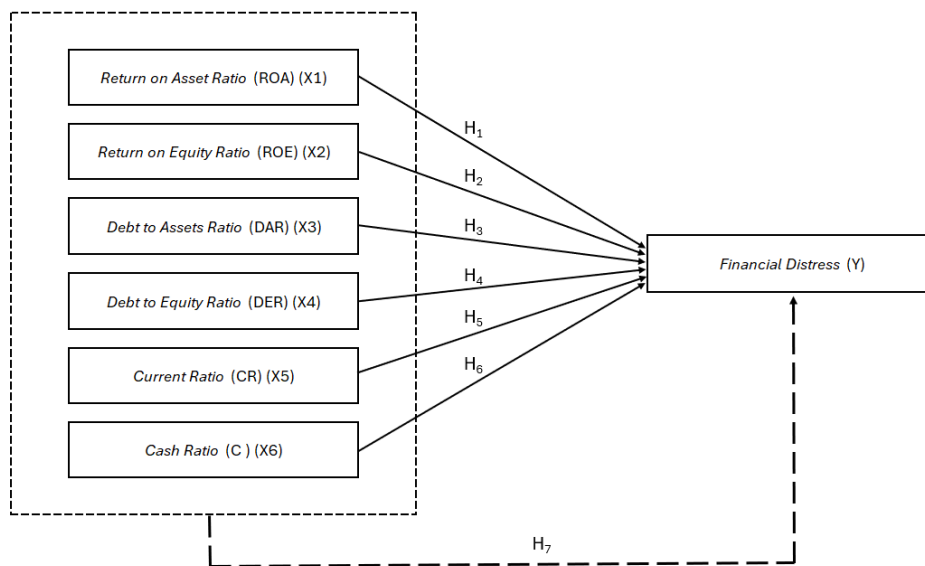 Return on Asset Ratio (ROA) (X1)
H₁
Return on Equity Ratio (ROE) (X2)
H₂
Debt to Assets Ratio (DAR) (X3)
H₃
Financial Distress (Y)
Debt to Equity Ratio (DER) (X4)
H₄
H₅
Current Ratio (CR) (X5)
H₆
Cash Ratio (C ) (X6)
H₇